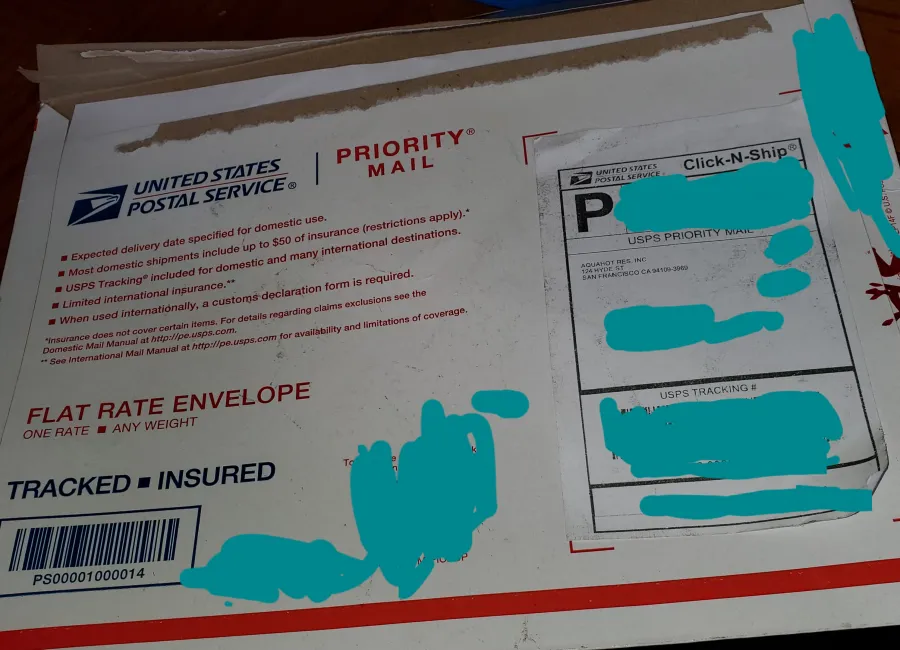 UNITED STATES
POSTAL SERVICE®
PRIORITY®
MAIL
■ Expected delivery date specified for domestic use.
■ Most domestic shipments include up to $50 of insurance (restrictions apply).*
■ USPS Tracking® included for domestic and many international destinations.
■ Limited international insurance.**
■ When used internationally, a customs declaration form is required.
*Insurance does not cover certain items. For details regarding claims exclusions see the
Domestic Mail Manual at http://pe.usps.com.
** See International Mail Manual at http://pe.usps.com for availability and limitations of coverage.
FLAT RATE ENVELOPE
ONE RATE ■ ANY WEIGHT
TRACKED ■ INSURED
PS00001000014
UNITED STATES
POSTAL SERVICE®
Click-N-Ship®
P
USPS PRIORITY MAIL
AQUAHOT RES, INC
124 HYDE ST
SAN FRANCISCO CA 94109-3969
USPS TRACKING #